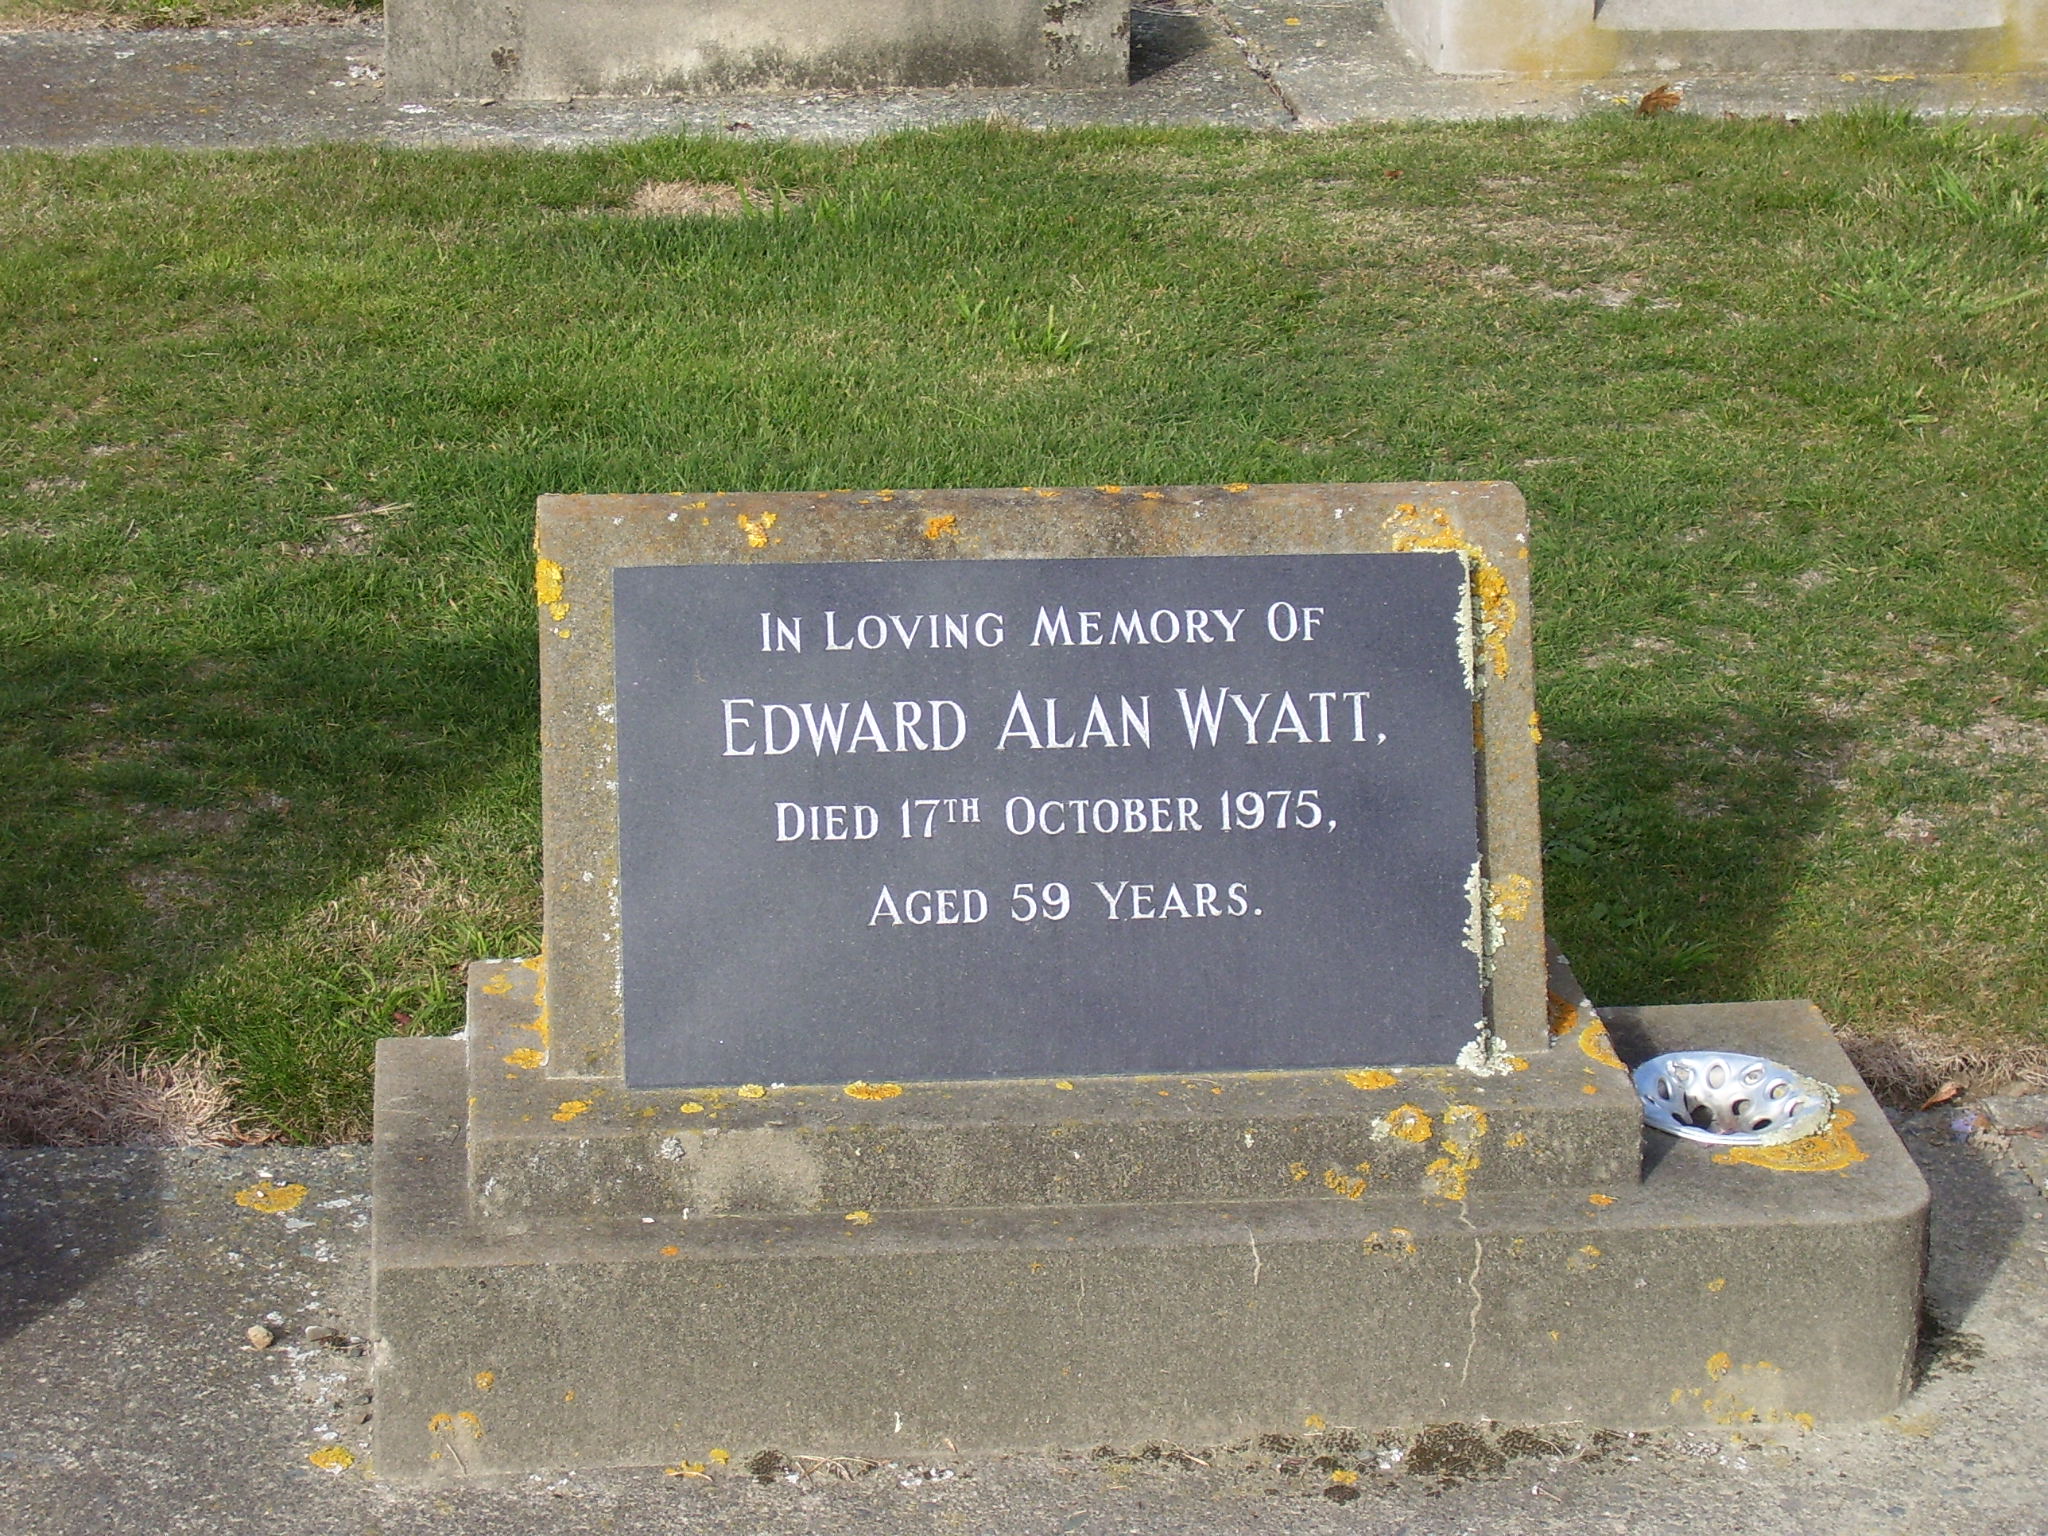 In Loving Memory Of
Edward Alan Wyatt,
Died 17th October 1975,
Aged 59 Years.